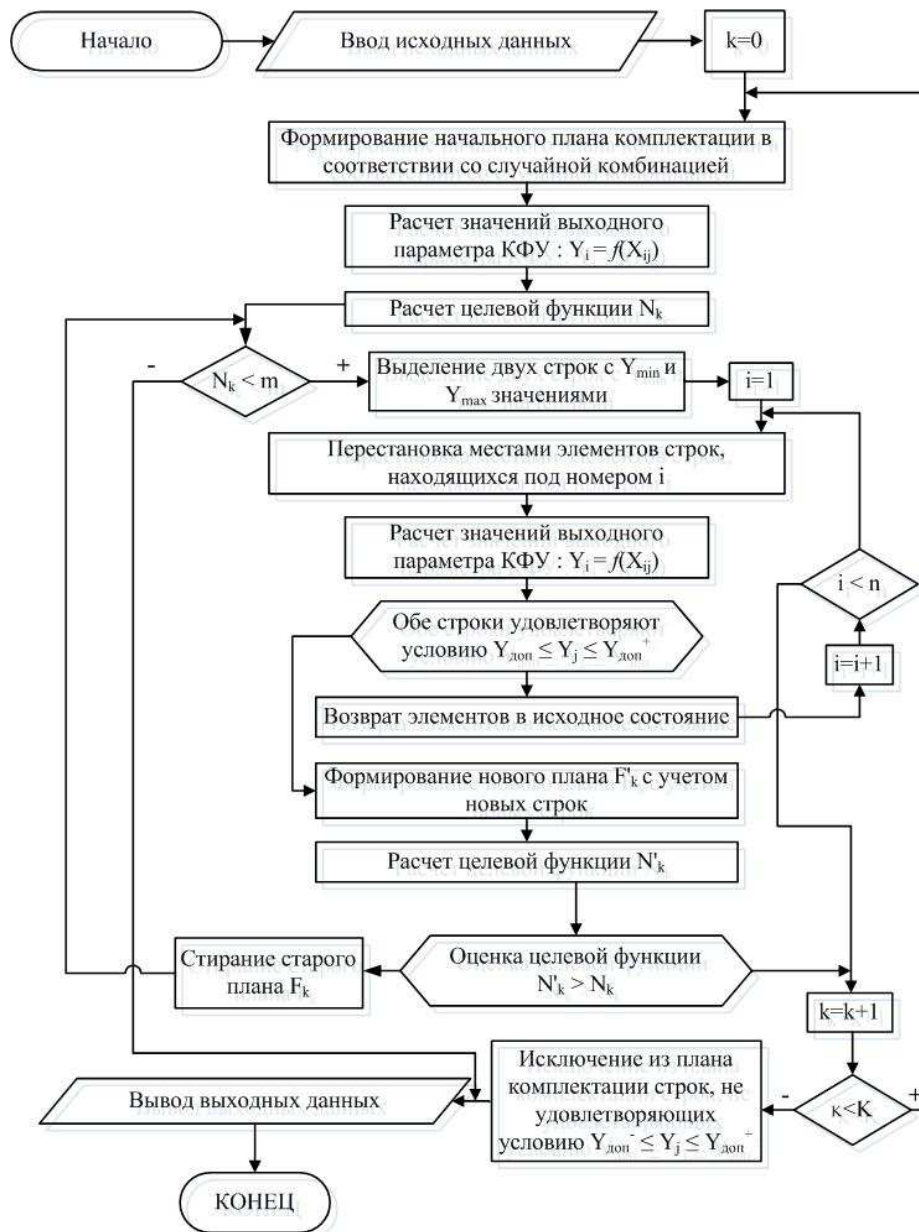 Начало
Ввод исходных данных
k=0
Формирование начального плана комплектации в
соответствии со случайной комбинацией
Расчет значений выходного
параметра КФУ : Yi = f(Xij)
Расчет целевой функции Nk
-
Nk < m
+
Выделение двух строк с Ymin и
Ymax значениями
i=1
Перестановка местами элементов строк,
находящихся под номером i
Расчет значений выходного
параметра КФУ : Yi = f(Xij)
i < n
Обе строки удовлетворяют
условию Yдоп ≤ Yj ≤ Yдоп+
i=i+1
Возврат элементов в исходное состояние
Формирование нового плана F'k с учетом
новых строк
Расчет целевой функции N'k
Стирание старого
плана Fk
Оценка целевой функции
N'k > Nk
k=k+1
Исключение из плана
комплектации строк, не
удовлетворяющих
условию Yдоп- ≤ Yj ≤ Yдоп+
-
к<K
+
Вывод выходных данных
КОНЕЦ